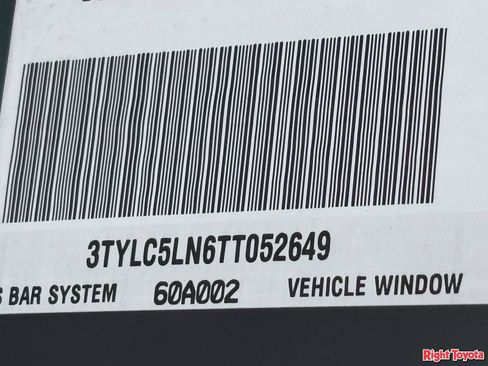 3TYLC5LN6TT052649
BAR SYSTEM 60A002 VEHICLE WINDOW
Right Toyota